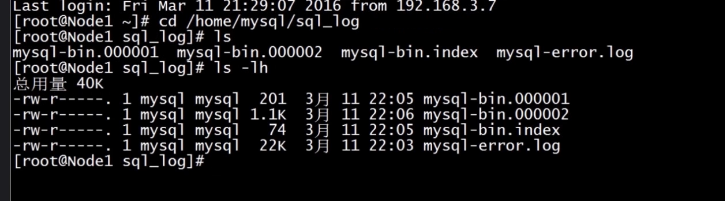 Last login: Fri Mar 11 21:29:07 2016 from 192.168.3.7
[root@Node1 ~]# cd /home/mysql/sql_log
[root@Node1 sql_log]# ls
mysql-bin.000001  mysql-bin.000002  mysql-bin.index  mysql-error.log
[root@Node1 sql_log]# ls -lh
总用量 40K
-rw-r-----. 1 mysql mysql  201  3月 11 22:05 mysql-bin.000001
-rw-r-----. 1 mysql mysql 1.1K  3月 11 22:06 mysql-bin.000002
-rw-r-----. 1 mysql mysql   74  3月 11 22:05 mysql-bin.index
-rw-r-----. 1 mysql mysql  22K  3月 11 22:03 mysql-error.log
[root@Node1 sql_log]#